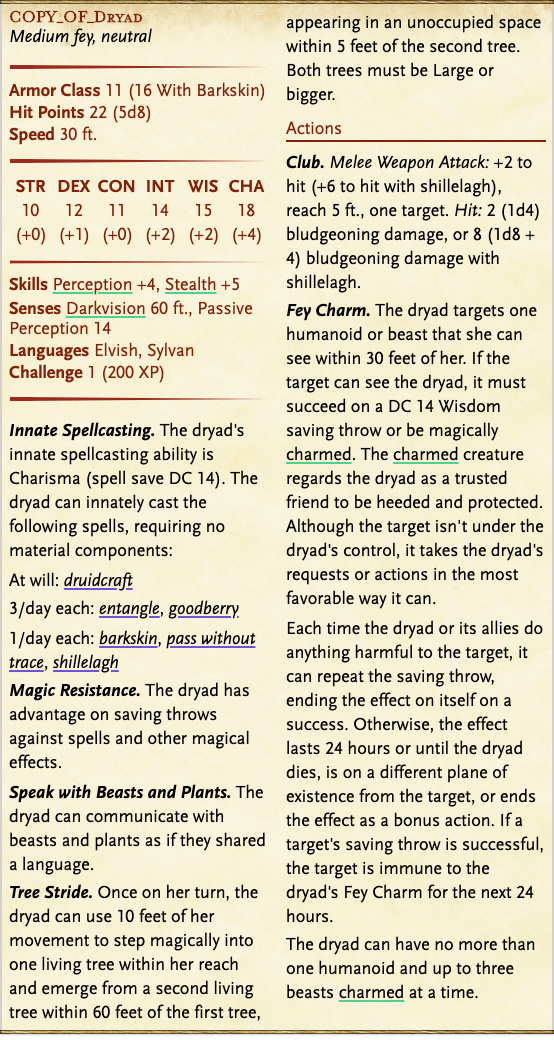 COPY_OF_Dryad
Medium fey, neutral
Armor Class 11 (16 With Barkskin)
Hit Points 22 (5d8)
Speed 30 ft.
STR DEX CON INT WIS CHA
10 12 11 14 15 18
(+0) (+1) (+0) (+2) (+2) (+4)
Skills Perception +4, Stealth +5
Senses Darkvision 60 ft., Passive
Perception 14
Languages Elvish, Sylvan
Challenge 1 (200 XP)
Innate Spellcasting. The dryad's
innate spellcasting ability is
Charisma (spell save DC 14). The
dryad can innately cast the
following spells, requiring no
material components:
At will: druidcraft
3/day each: entangle, goodberry
1/day each: barkskin, pass without
trace, shillelagh
Magic Resistance. The dryad has
advantage on saving throws
against spells and other magical
effects.
Speak with Beasts and Plants. The
dryad can communicate with
beasts and plants as if they shared
a language.
Tree Stride. Once on her turn, the
dryad can use 10 feet of her
movement to step magically into
one living tree within her reach
and emerge from a second living
tree within 60 feet of the first tree,
appearing in an unoccupied space
within 5 feet of the second tree.
Both trees must be Large or
bigger.
Actions
Club. Melee Weapon Attack: +2 to
hit (+6 to hit with shillelagh),
reach 5 ft., one target. Hit: 2 (1d4)
bludgeoning damage, or 8 (1d8 +
4) bludgeoning damage with
shillelagh.
Fey Charm. The dryad targets one
humanoid or beast that she can
see within 30 feet of her. If the
target can see the dryad, it must
succeed on a DC 14 Wisdom
saving throw or be magically
charmed. The charmed creature
regards the dryad as a trusted
friend to be heeded and protected.
Although the target isn't under the
dryad's control, it takes the dryad's
requests or actions in the most
favorable way it can.
Each time the dryad or its allies do
anything harmful to the target, it
can repeat the saving throw,
ending the effect on itself on a
success. Otherwise, the effect
lasts 24 hours or until the dryad
dies, is on a different plane of
existence from the target, or ends
the effect as a bonus action. If a
target's saving throw is successful,
the target is immune to the
dryad's Fey Charm for the next 24
hours.
The dryad can have no more than
one humanoid and up to three
beasts charmed at a time.